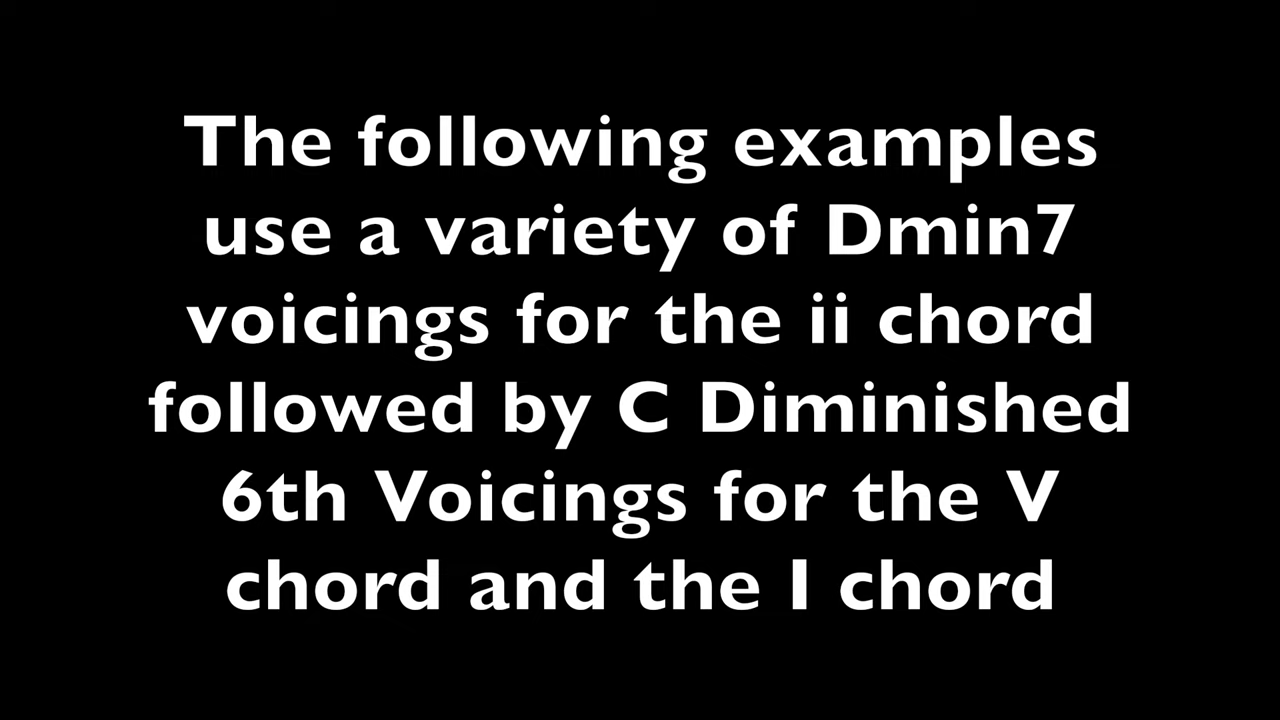 The following examples
use a variety of Dmin7
voicings for the ii chord
followed by C Diminished
6th Voicings for the V
chord and the I chord